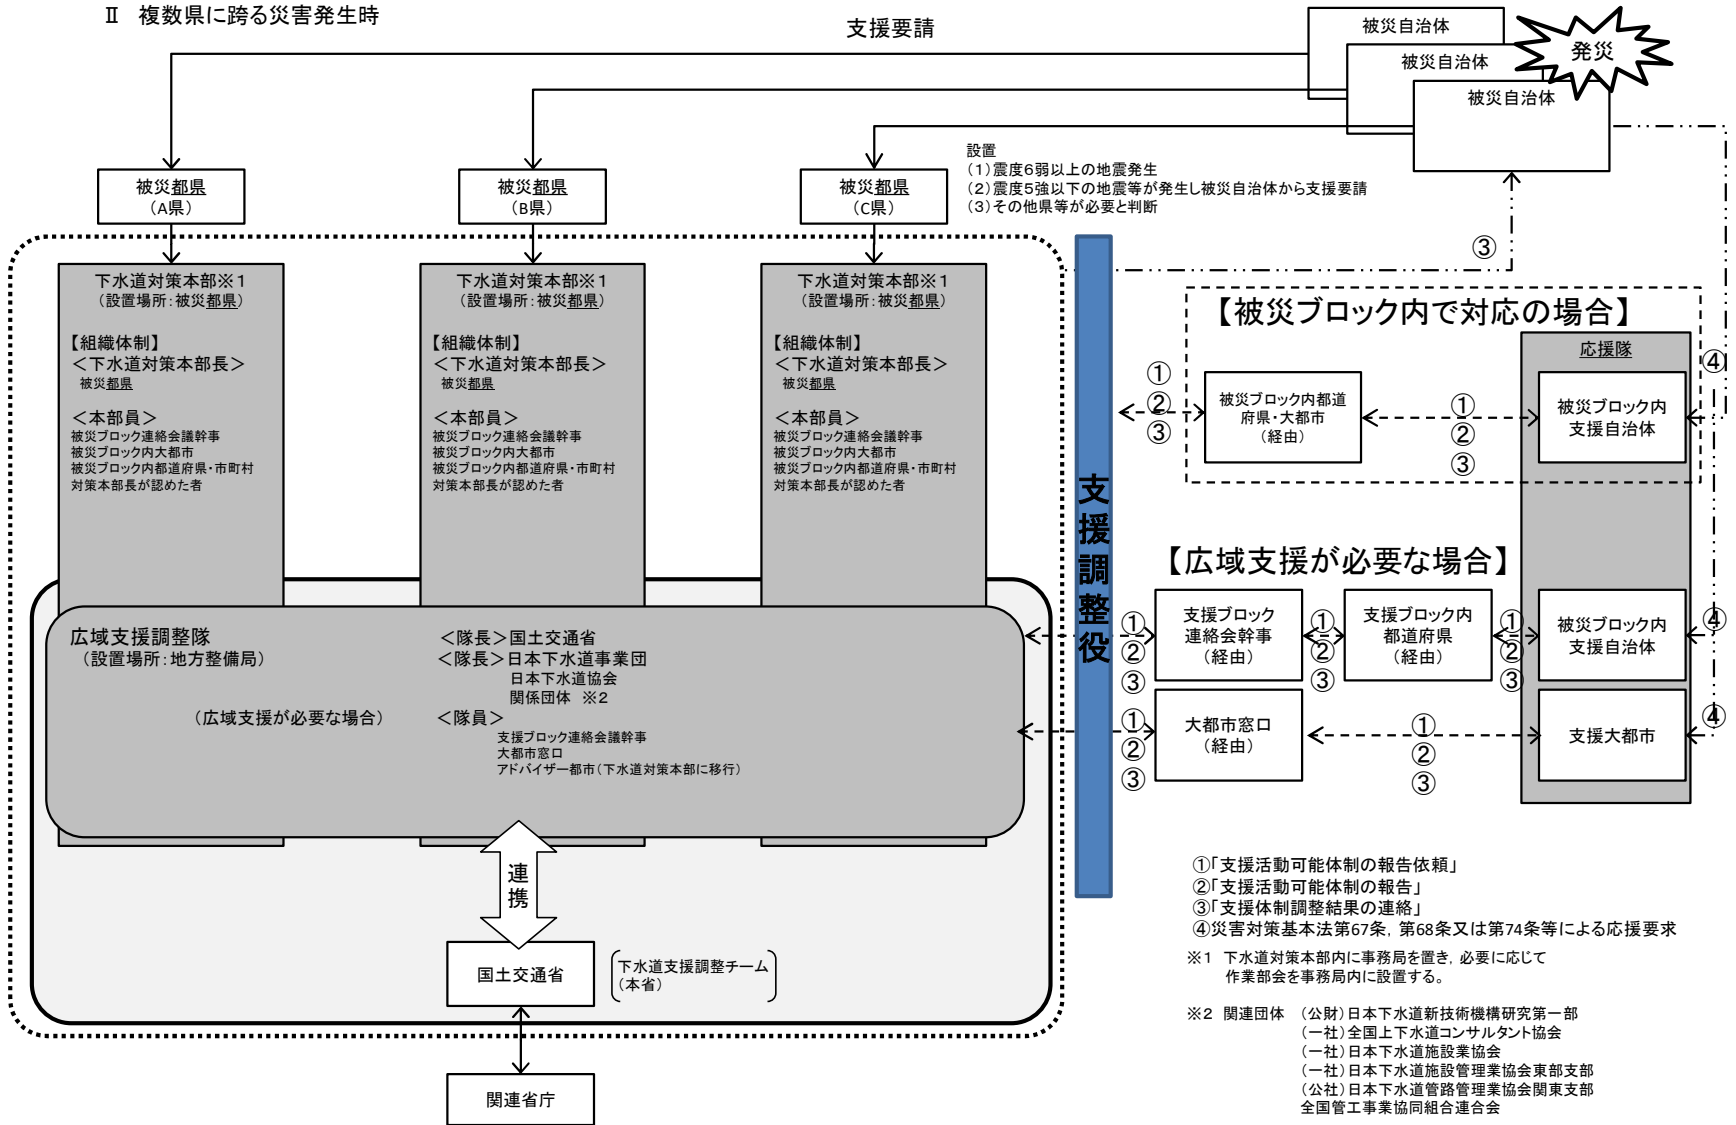 Ⅱ 複数県に跨る災害発生時
支援要請
被災自治体
被災自治体
被災自治体
発災
被災都県
(A県)
被災都県
(B県)
被災都県
(C県)
設置
(1)震度6弱以上の地震発生
(2)震度5強以下の地震等が発生し被災自治体から支援要請
(3)その他県等が必要と判断
③
下水道対策本部※1
(設置場所:被災都県)
【組織体制】
<下水道対策本部長>
被災都県
<本部員>
被災ブロック連絡会議幹事
被災ブロック内大都市
被災ブロック内都道府県・市町村
対策本部長が認めた者
下水道対策本部※1
(設置場所:被災都県)
【組織体制】
<下水道対策本部長>
被災都県
<本部員>
被災ブロック連絡会議幹事
被災ブロック内大都市
被災ブロック内都道府県・市町村
対策本部長が認めた者
下水道対策本部※1
(設置場所:被災都県)
【組織体制】
<下水道対策本部長>
被災都県
<本部員>
被災ブロック連絡会議幹事
被災ブロック内大都市
被災ブロック内都道府県・市町村
対策本部長が認めた者
支援調整役
【被災ブロック内で対応の場合】
応援隊
④
①
②
③
被災ブロック内都道
府県・大都市
(経由)
①
②
③
被災ブロック内
支援自治体
【広域支援が必要な場合】
①
②
③
支援ブロック
連絡会幹事
(経由)
①
②
③
支援ブロック内
都道府県
(経由)
①
②
③
被災ブロック内
支援自治体
④
①
②
③
大都市窓口
(経由)
①
②
③
支援大都市
④
広域支援調整隊
(設置場所:地方整備局)
(広域支援が必要な場合)
<隊長>国土交通省
<隊長>日本下水道事業団
日本下水道協会
関係団体 ※2
<隊員>
支援ブロック連絡会議幹事
大都市窓口
アドバイザー都市(下水道対策本部に移行)
連携
国土交通省
下水道支援調整チーム
(本省)
関連省庁
①「支援活動可能体制の報告依頼」
②「支援活動可能体制の報告」
③「支援体制調整結果の連絡」
④災害対策基本法第67条,第68条又は第74条等による応援要求
※1 下水道対策本部内に事務局を置き,必要に応じて
作業部会を事務局内に設置する。
※2 関連団体 (公財)日本下水道新技術機構研究第一部
(一社)全国上下水道コンサルタント協会
(一社)日本下水道施設業協会
(一社)日本下水道施設管理業協会東部支部
(公社)日本下水道管路管理業協会関東支部
全国管工事業協同組合連合会